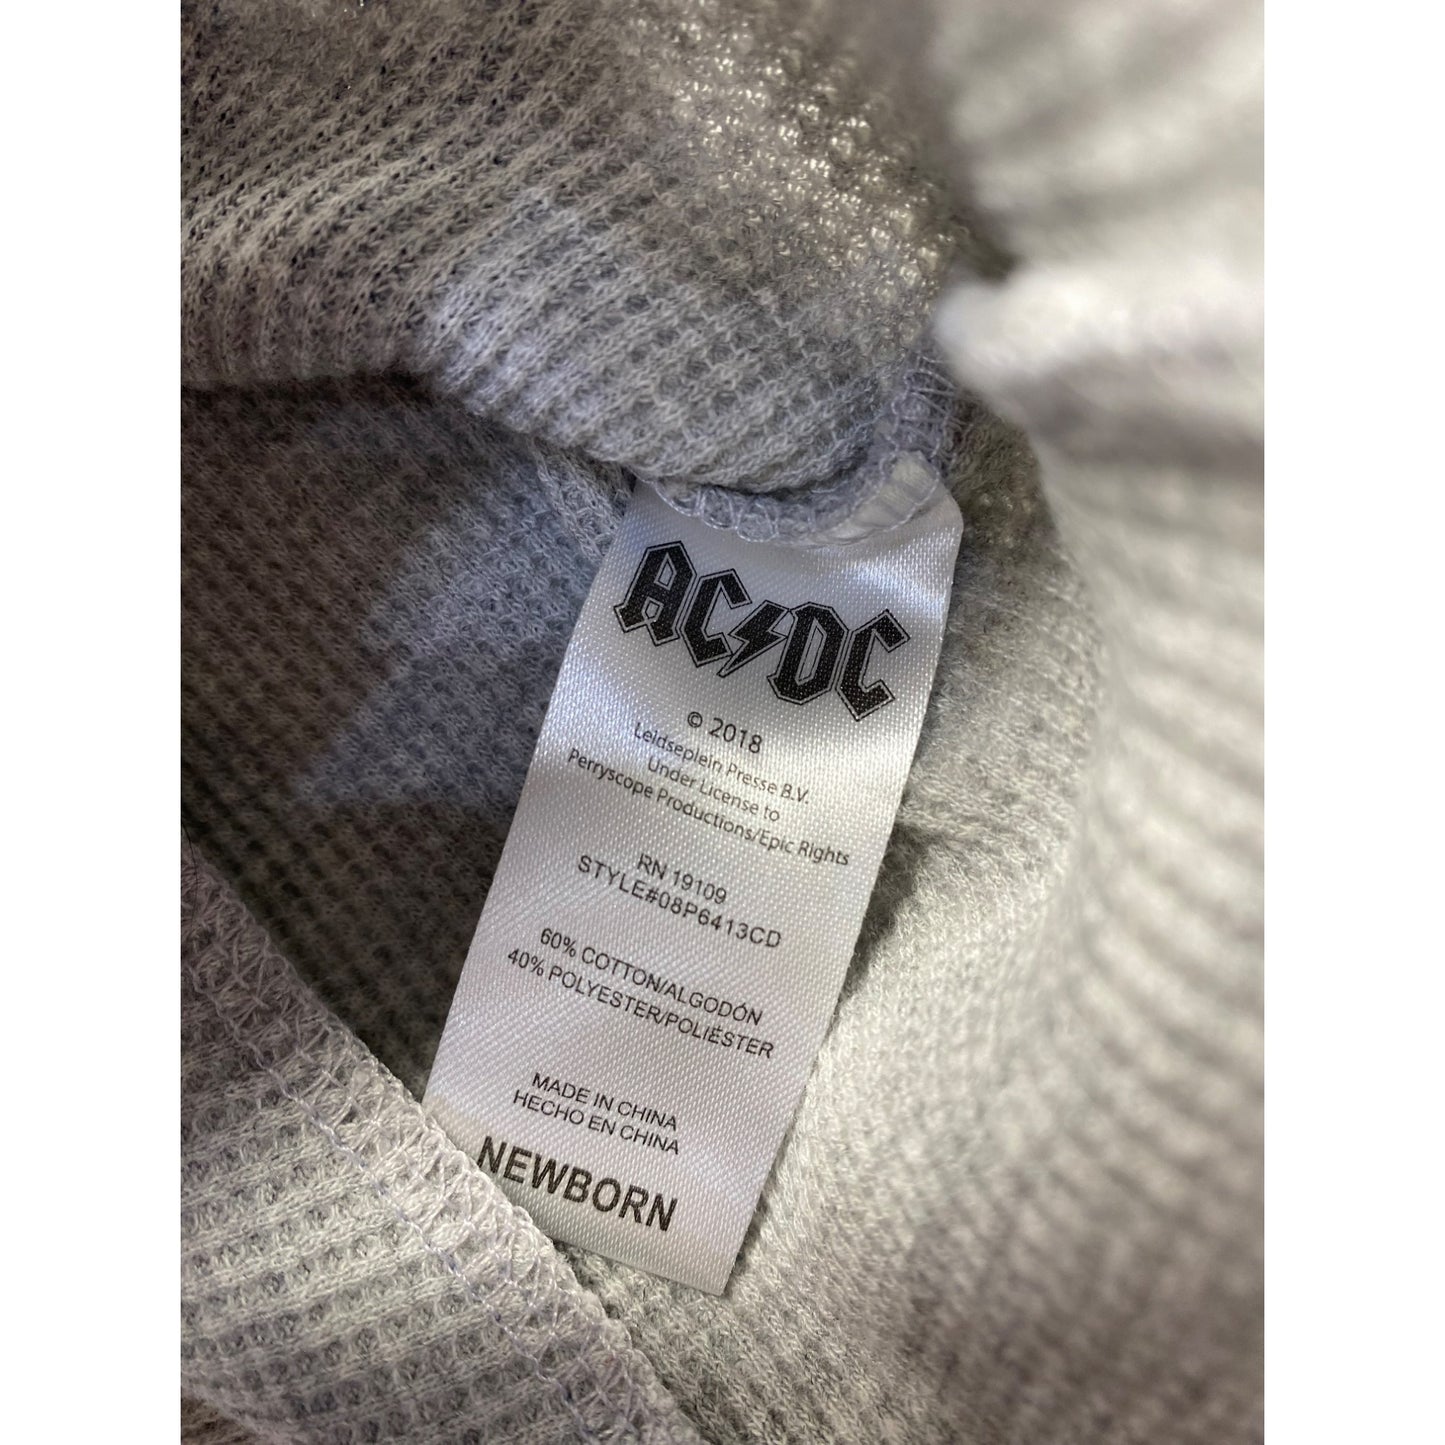 AC⚡DC
© 2018
Leidseplein Presse B.V.
Under License to
Perryscope Productions/Epic Rights
RN 19109
STYLE#08P6413CD
60% COTTON/ALGODÓN
40% POLYESTER/POLIÉSTER
MADE IN CHINA
HECHO EN CHINA
NEWBORN